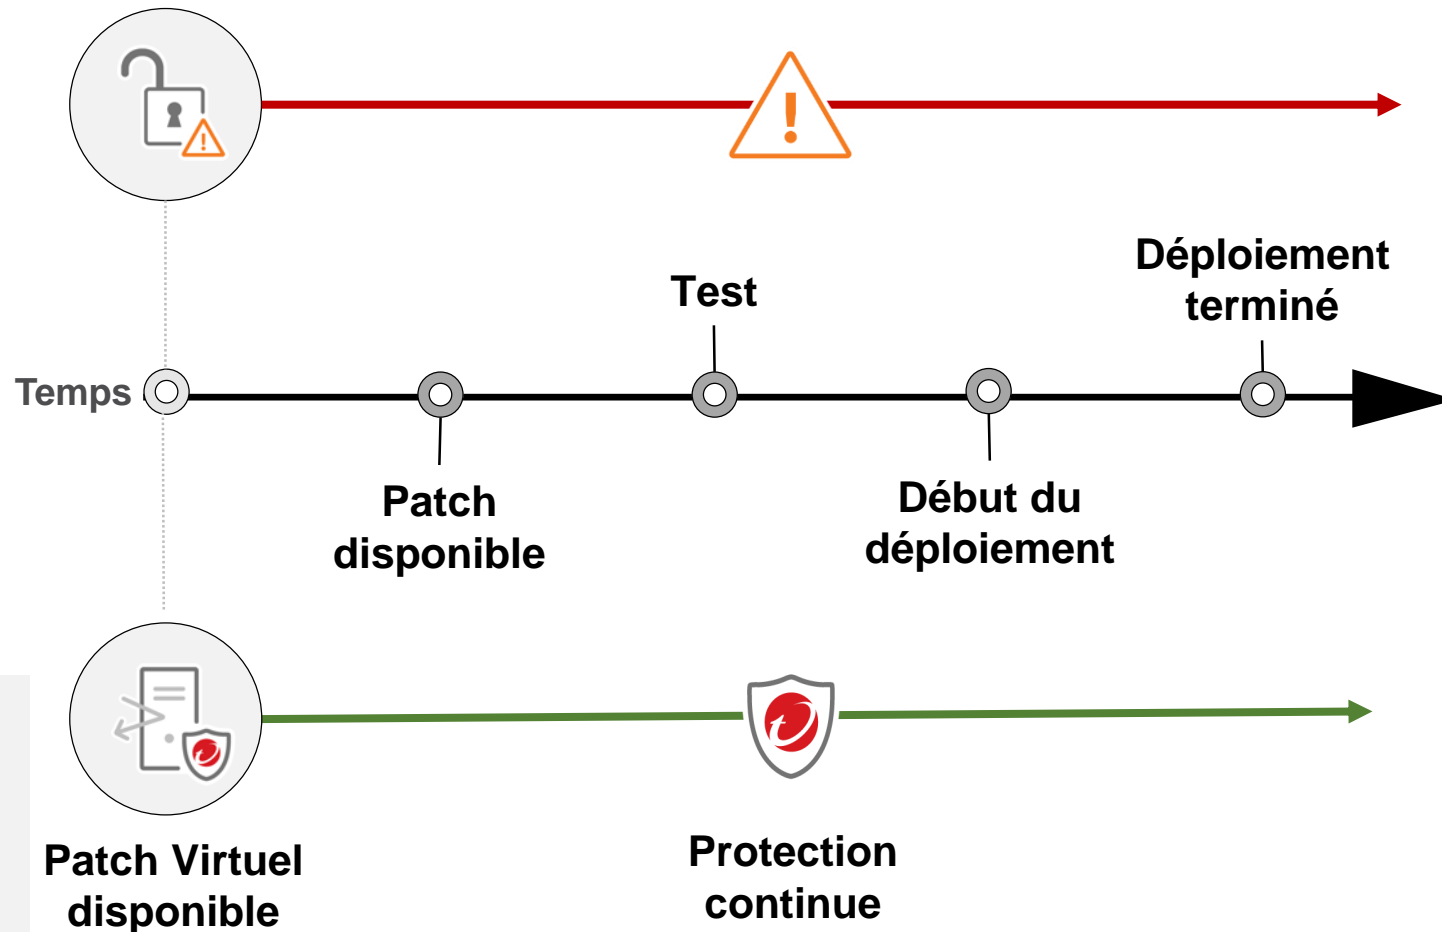 Déploiement
terminé
Test
Temps
Patch
disponible
Début du
déploiement
Patch Virtuel
disponible
Protection
continue